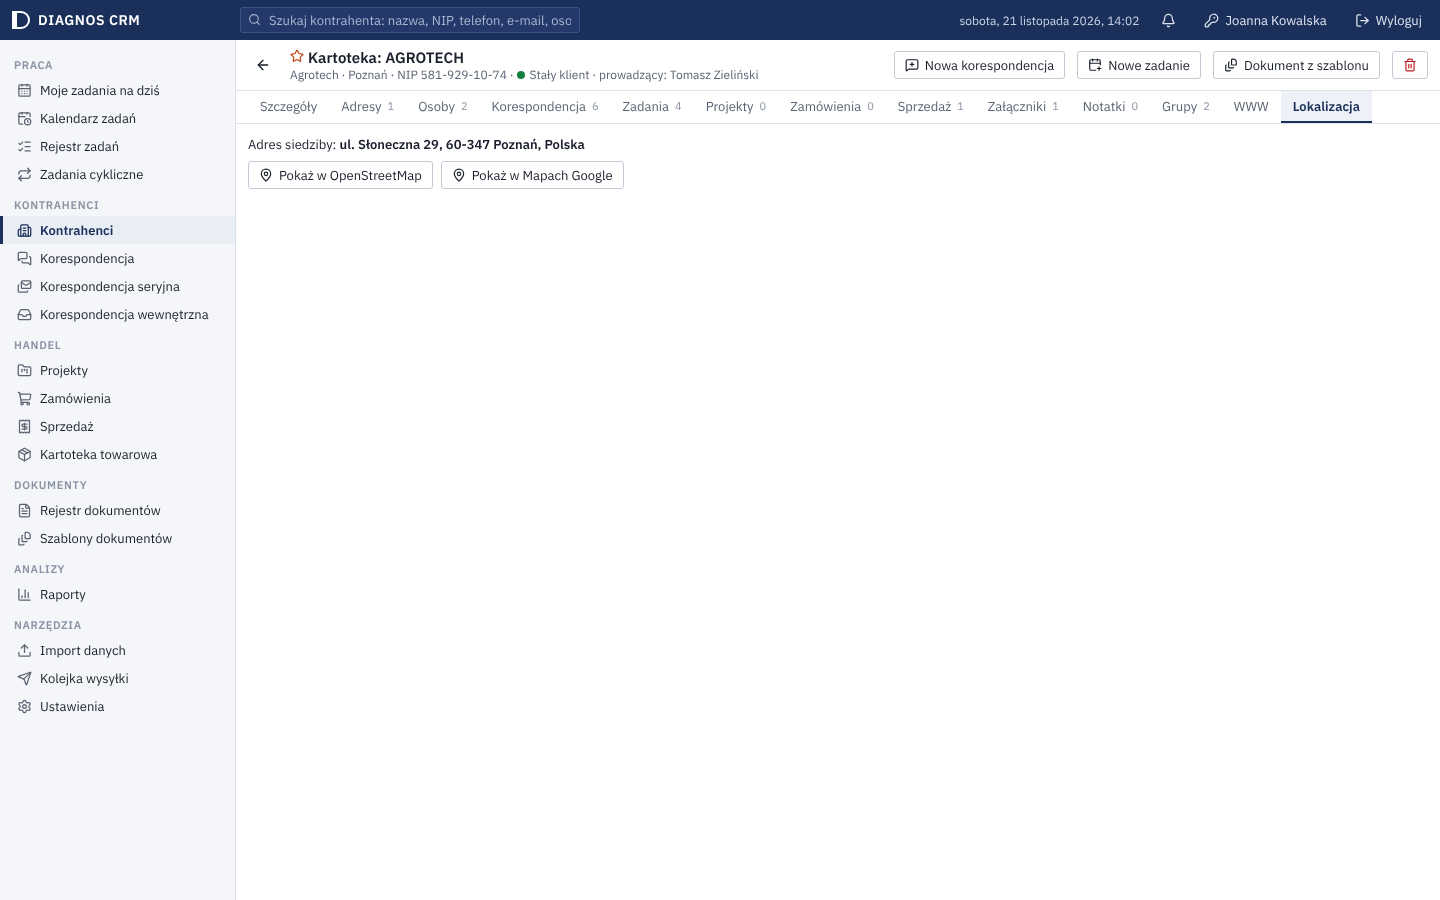 DIAGNOS CRM
Szukaj kontrahenta: nazwa, NIP, telefon, e-mail, oso
sobota, 21 listopada 2026, 14:02
Joanna Kowalska
Wyloguj
PRACA
Moje zadania na dziś
Kalendarz zadań
Rejestr zadań
Zadania cykliczne
KONTRAHENCI
Kontrahenci
Korespondencja
Korespondencja seryjna
Korespondencja wewnętrzna
HANDEL
Projekty
Zamówienia
Sprzedaż
Kartoteka towarowa
DOKUMENTY
Rejestr dokumentów
Szablony dokumentów
ANALIZY
Raporty
NARZĘDZIA
Import danych
Kolejka wysyłki
Ustawienia
Kartoteka: AGROTECH
Agrotech · Poznań · NIP 581-929-10-74 · Stały klient · prowadzący: Tomasz Zieliński
Nowa korespondencja
Nowe zadanie
Dokument z szablonu
Szczegóły
Adresy 1
Osoby 2
Korespondencja 6
Zadania 4
Projekty 0
Zamówienia 0
Sprzedaż 1
Załączniki 1
Notatki 0
Grupy 2
WWW
Lokalizacja
Adres siedziby: ul. Słoneczna 29, 60-347 Poznań, Polska
Pokaż w OpenStreetMap
Pokaż w Mapach Google